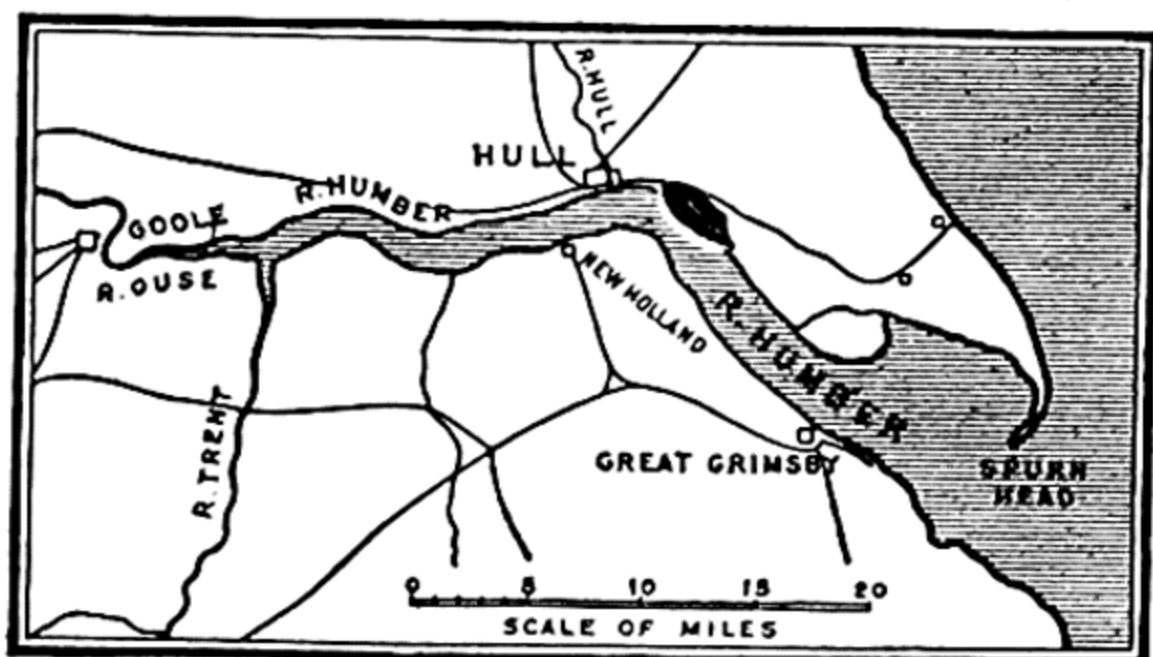 R. HULL
HULL
R. HUMBER
GOOLE
R. OUSE
NEW HOLLAND
R. HUMBER
R. TRENT
GREAT GRIMSBY
SPURN
HEAD
0 5 10 15 20
SCALE OF MILES